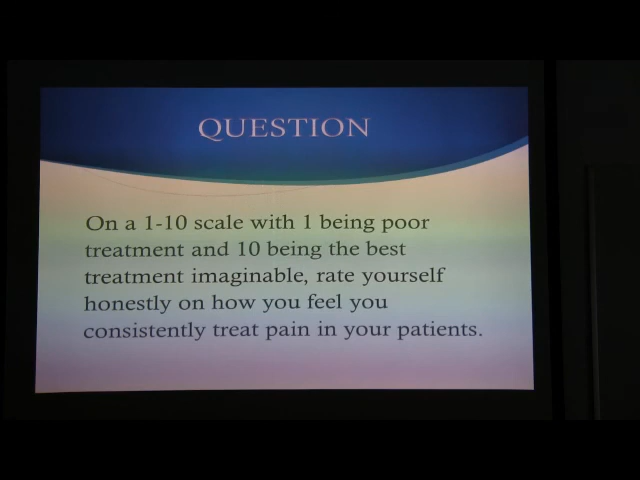 QUESTION
On a 1-10 scale with 1 being poor
treatment and 10 being the best
treatment imaginable, rate yourself
honestly on how you feel you
consistently treat pain in your patients.